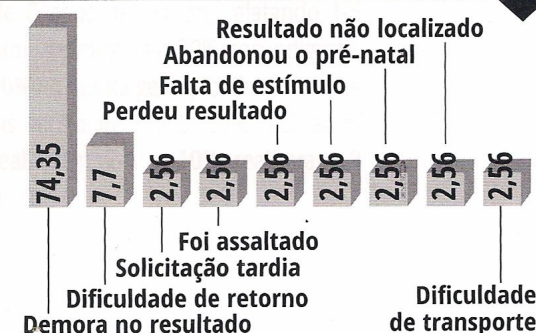 Resultado não localizado
Abandonou o pré-natal
Falta de estímulo
Perdeu resultado
74,35
7,7
2,56
2,56
2,56
2,56
2,56
2,56
2,56
Foi assaltado
Solicitação tardia
Dificuldade de retorno
Demora no resultado
Dificuldade
de transporte